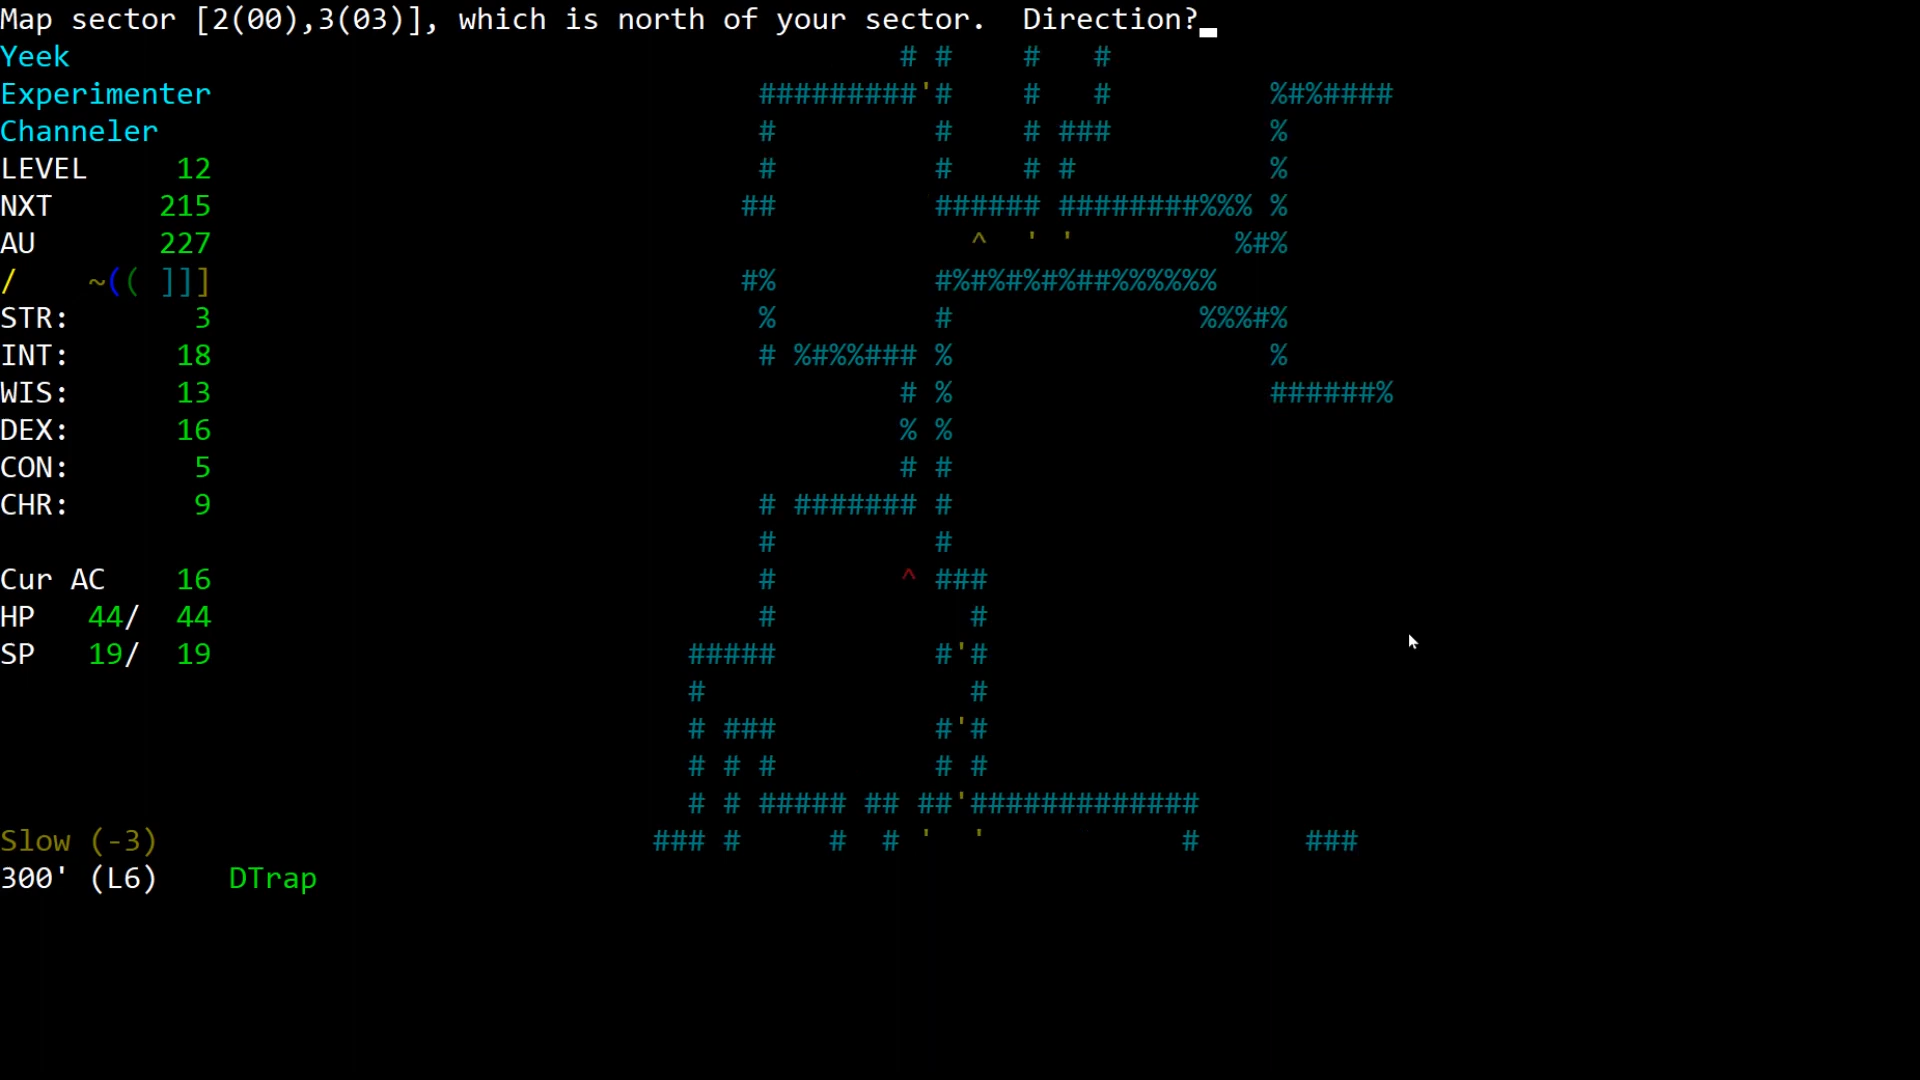 Map sector [2(00),3(03)], which is north of your sector.  Direction?
Yeek # # # #
Experimenter #########'# # # %#%####
Channeler # # # ### %
LEVEL 12 # # # # %
NXT 215 ## ###### ########%%% %
AU 227 ^ ' ' %#%
/ ~(( ]]] #% #%#%#%#%##%%%%%%
STR: 3 % # %%%#%
INT: 18 # %#%%### % %
WIS: 13 # % ######%
DEX: 16 % %
CON: 5 # #
CHR: 9 # ####### #
# #
Cur AC 16 # ^ ###
HP 44/ 44 # #
SP 19/ 19 ##### #'#
# #
# ### #'#
# # # # #
# # ##### ## ##'#############
Slow (-3) ### # # # ' ' # ###
300' (L6) DTrap